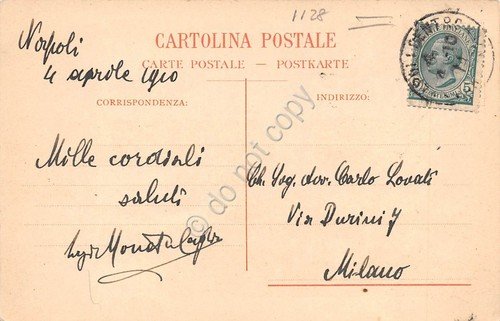 1128
Napoli
4 aprile 1910
CARTOLINA POSTALE
CARTE POSTALE - POSTKARTE
CORRISPONDENZA:
INDIRIZZO:
Mille cordiali
saluti
Ch. Sig. Avv. Carlo Lovati
Via Durini 7
Milano
© do not copy